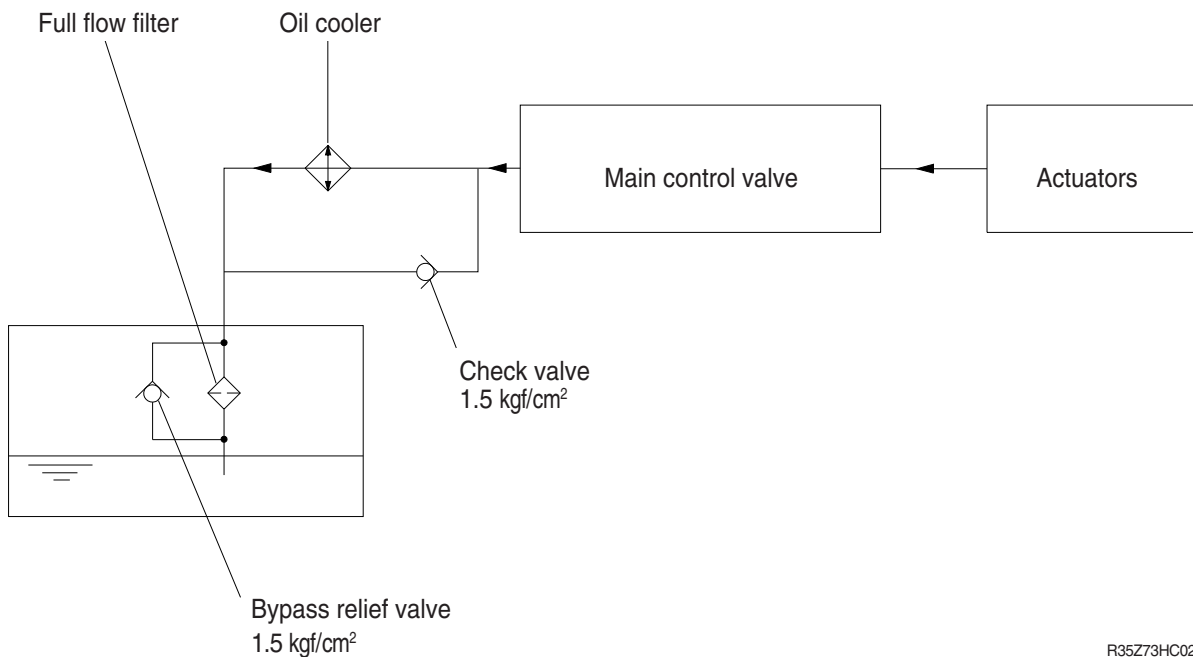 Full flow filter
Oil cooler
Main control valve
Actuators
Check valve
1.5 kgf/cm²
Bypass relief valve
1.5 kgf/cm²
R35Z73HC02